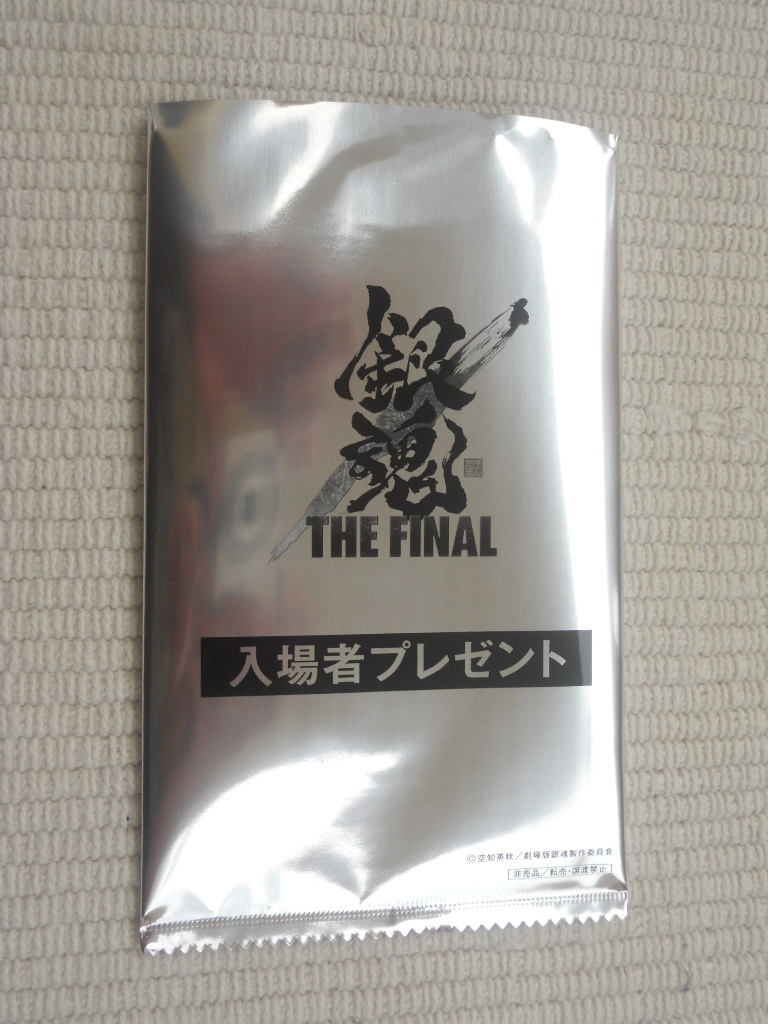 銀
魂
THE FINAL
入場者プレゼント
©空知英秋／劇場版銀魂製作委員会
非売品／転売・譲渡禁止